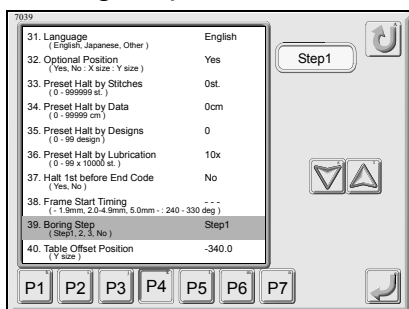 7039
31. Language English
( English, Japanese, Other )
32. Optional Position Yes
( Yes, No : X size : Y size )
33. Preset Halt by Stitches 0st.
( 0 - 999999 st. )
34. Preset Halt by Data 0cm
( 0 - 99999 cm )
35. Preset Halt by Designs 0
( 0 - 99 design )
36. Preset Halt by Lubrication 10x
( 0 - 99 x 10000 st. )
37. Halt 1st before End Code No
( Yes, No )
38. Frame Start Timing - - -
( - 1.9mm, 2.0-4.9mm, 5.0mm - : 240 - 330 deg )
39. Boring Step Step1
( Step1, 2, 3, No )
40. Table Offset Position -340.0
( Y size )
Step1
P1 P2 P3 P4 P5 P6 P7